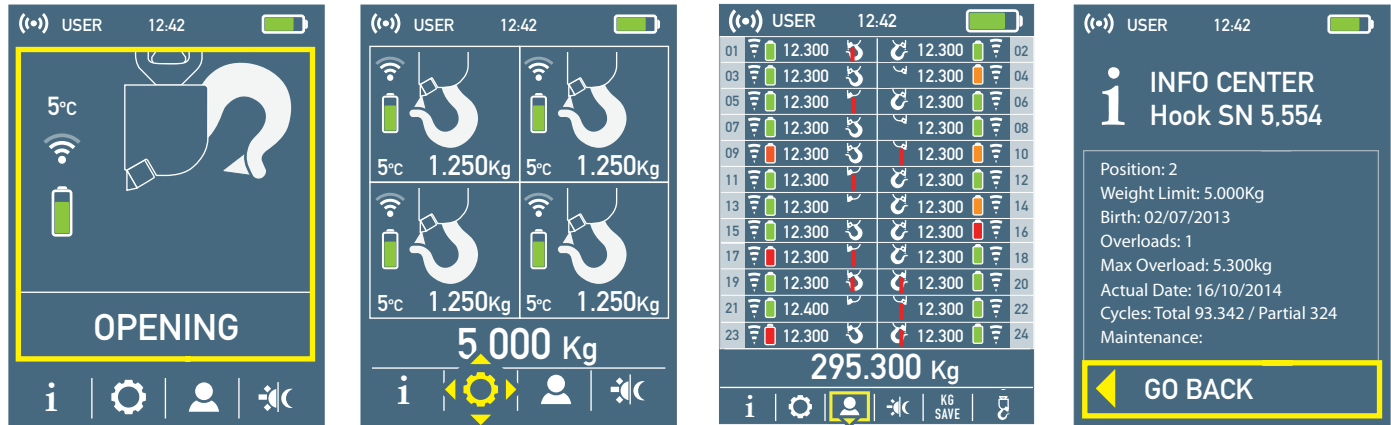 USER 12:42
5ºC
OPENING
i
USER 12:42
5ºC 1.250Kg 5ºC 1.250Kg
5ºC 1.250Kg 5ºC 1.250Kg
5.000 Kg
i
USER 12:42
01 12.300 12.300 02
03 12.300 12.300 04
05 12.300 12.300 06
07 12.300 12.300 08
09 12.300 12.300 10
11 12.300 12.300 12
13 12.300 12.300 14
15 12.300 12.300 16
17 12.300 12.300 18
19 12.300 12.300 20
21 12.400 12.300 22
23 12.300 12.300 24
295.300 Kg
i KG
SAVE
USER 12:42
i INFO CENTER
Hook SN 5,554
Position: 2
Weight Limit: 5.000Kg
Birth: 02/07/2013
Overloads: 1
Max Overload: 5.300kg
Actual Date: 16/10/2014
Cycles: Total 93.342 / Partial 324
Maintenance:
GO BACK